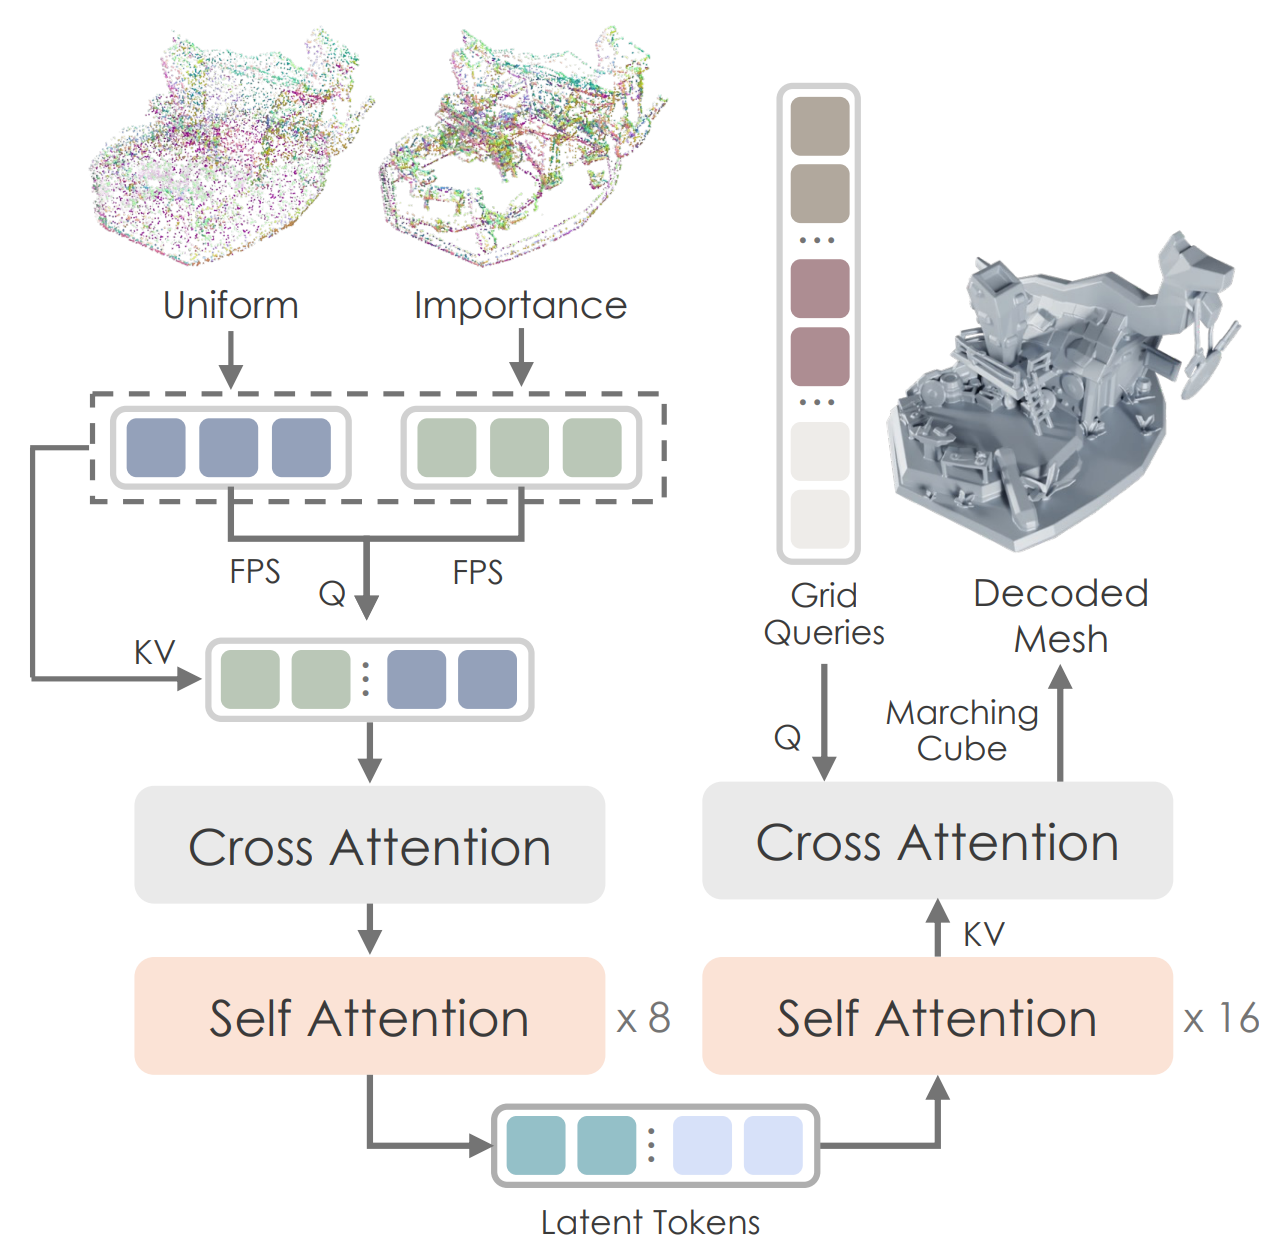 Uniform
Importance
FPS
FPS
Q
KV
Cross Attention
Self Attention
x 8
Latent Tokens
Grid
Queries
Decoded
Mesh
Q
Marching
Cube
Cross Attention
KV
Self Attention
x 16